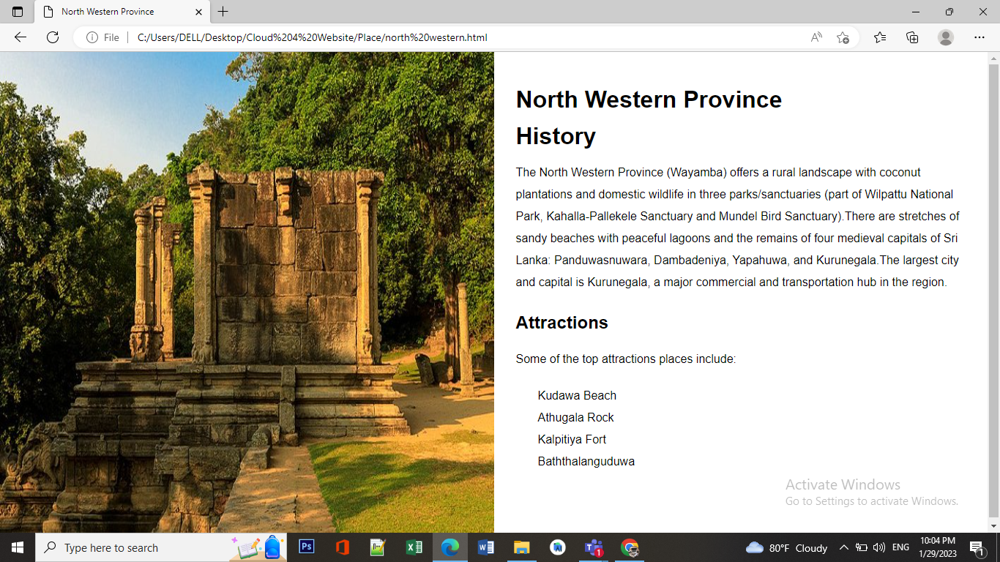 North Western Province
File
C:/Users/DELL/Desktop/Cloud%204%20Website/Place/north%20western.html
North Western Province
History
The North Western Province (Wayamba) offers a rural landscape with coconut
plantations and domestic wildlife in three parks/sanctuaries (part of Wilpattu National
Park, Kahalla-Pallekele Sanctuary and Mundel Bird Sanctuary).There are stretches of
sandy beaches with peaceful lagoons and the remains of four medieval capitals of Sri
Lanka: Panduwasnuwara, Dambadeniya, Yapahuwa, and Kurunegala.The largest city
and capital is Kurunegala, a major commercial and transportation hub in the region.
Attractions
Some of the top attractions places include:
Kudawa Beach
Athugala Rock
Kalpitiya Fort
Baththalanguduwa
Activate Windows
Go to Settings to activate Windows.
Type here to search
Ps
80°F Cloudy
ENG
10:04 PM
1/29/2023
1
1